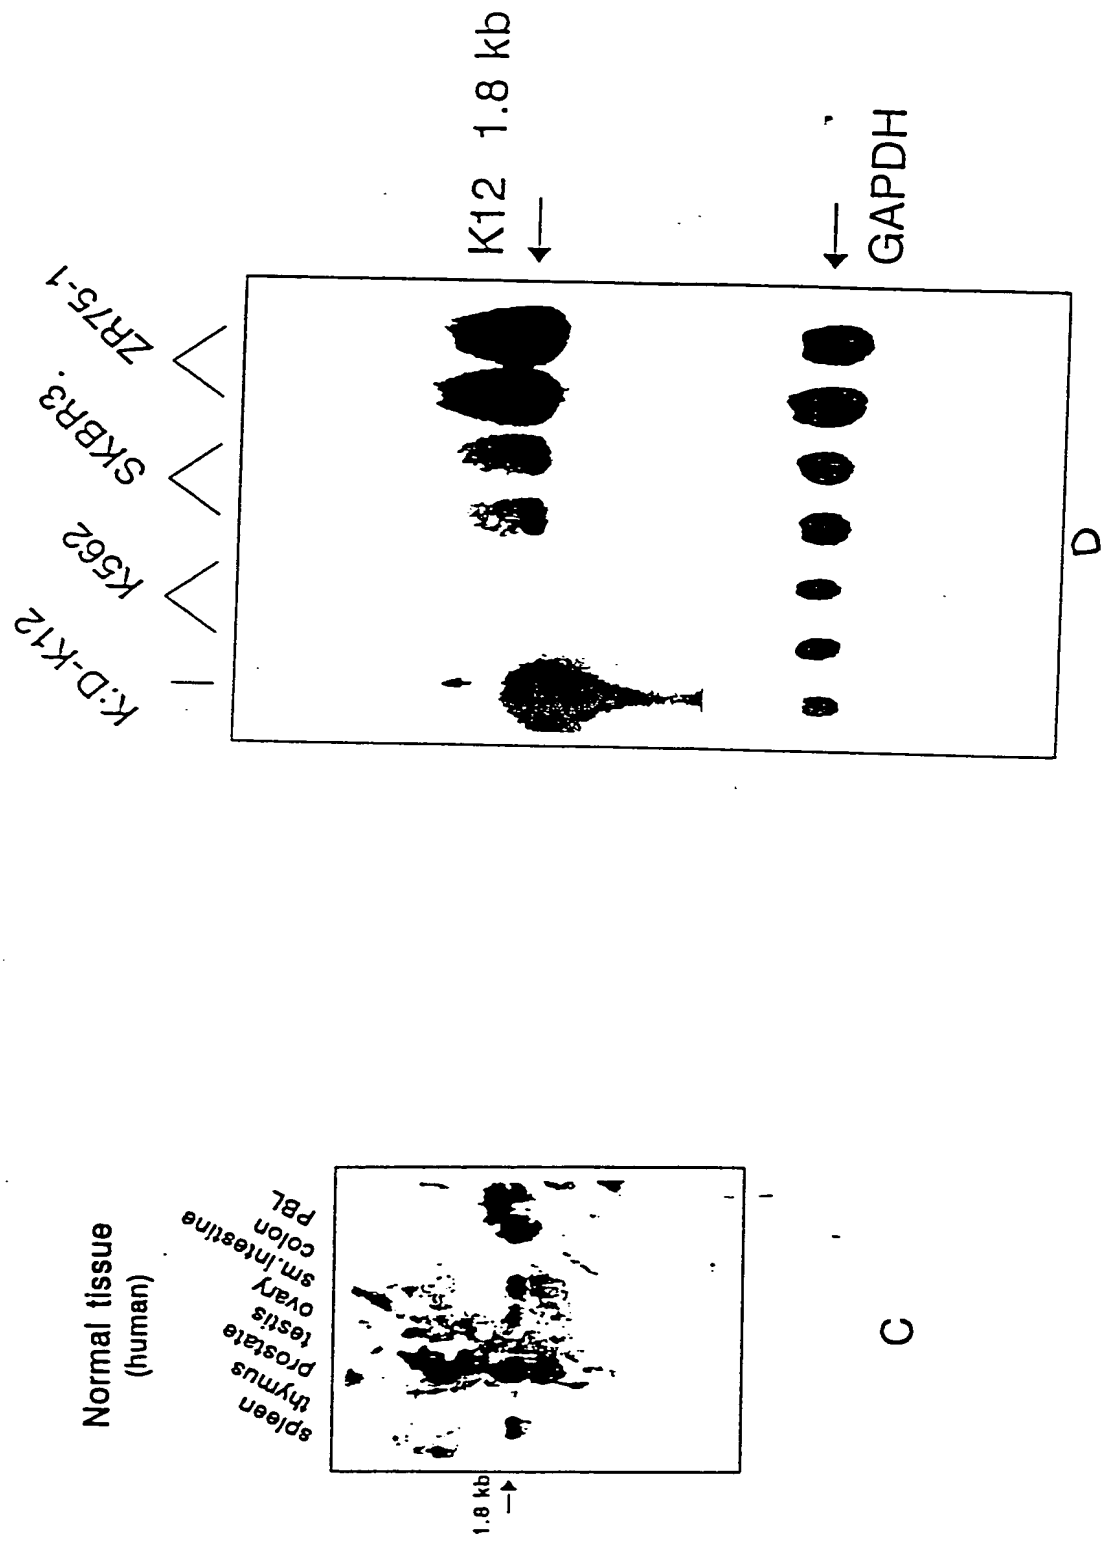 Normal tissue
(human)
spleen
thymus
prostate
testis
ovary
sm.intestine
colon
PBL
1.8 kb
C
K:D-K12
K562
SKBR3.
ZR75-1
K12 1.8 kb
GAPDH
D